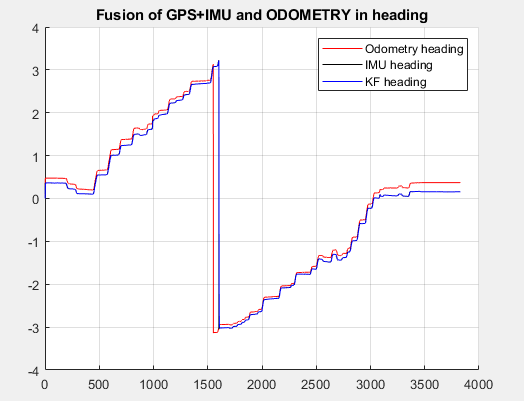 Fusion of GPS+IMU and ODOMETRY in heading
4
3
2
1
0
-1
-2
-3
-4
Odometry heading
IMU heading
KF heading
0 500 1000 1500 2000 2500 3000 3500 4000